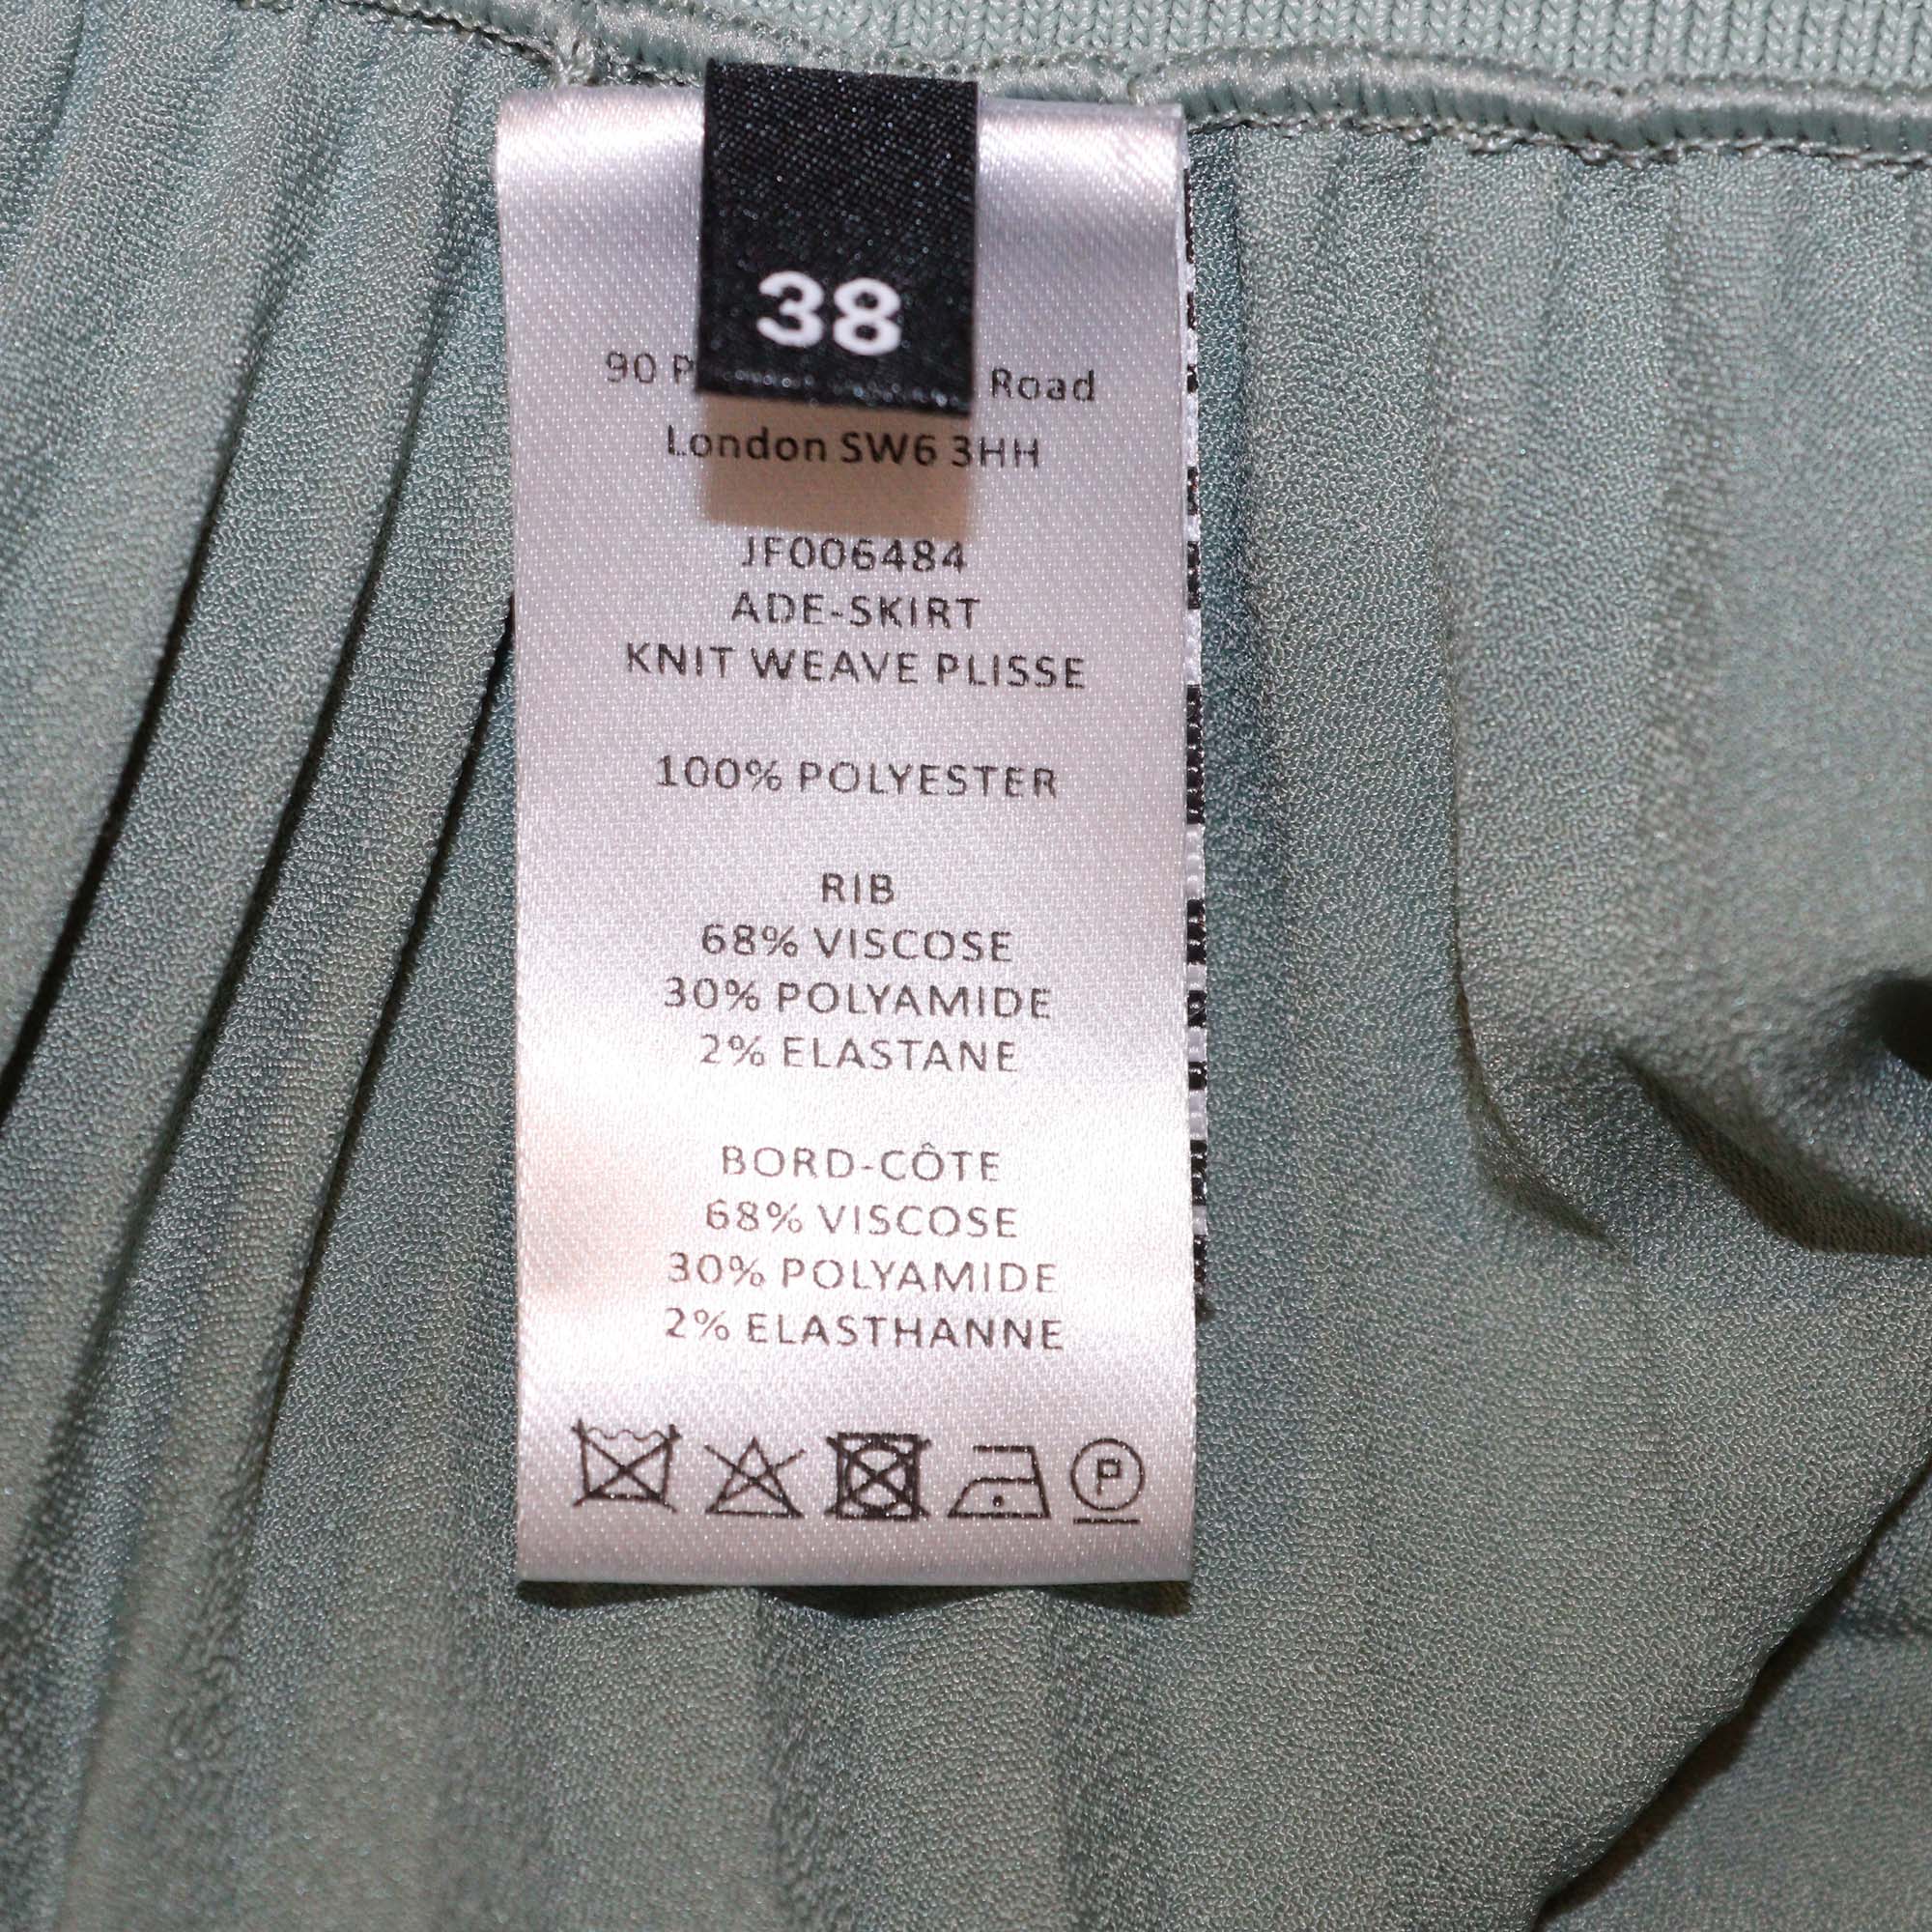 38
90 Road
London SW6 3HH
JF006484
ADE-SKIRT
KNIT WEAVE PLISSE
100% POLYESTER
RIB
68% VISCOSE
30% POLYAMIDE
2% ELASTANE
BORD-CÔTE
68% VISCOSE
30% POLYAMIDE
2% ELASTHANNE
P